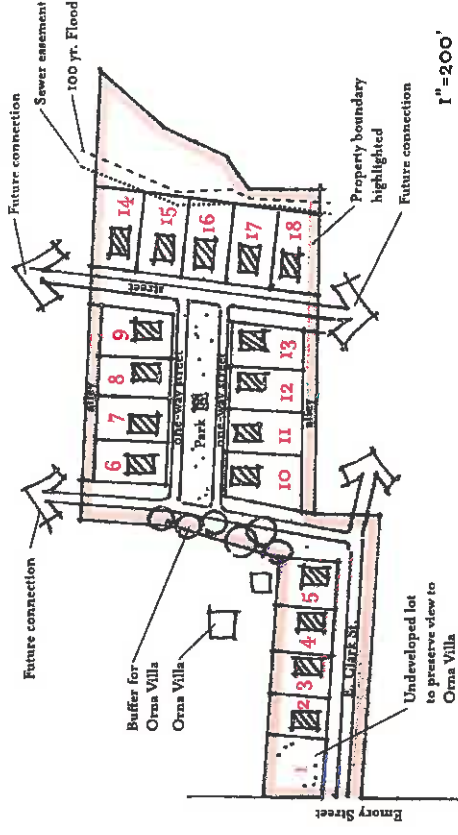 Future connection
Sewer easement
100 yr. Flood
Future connection
14
15
16
17
18
street
alley
9
8
7
6
one-way street
Park
one-way street
13
12
11
10
alley
Property boundary
highlighted
Future connection
1"=200'
Buffer for
Orna Villa
Orna Villa
5
4
3
2
1
E. Clark St.
Undeveloped lot
to preserve view to
Orna Villa
Emory Street